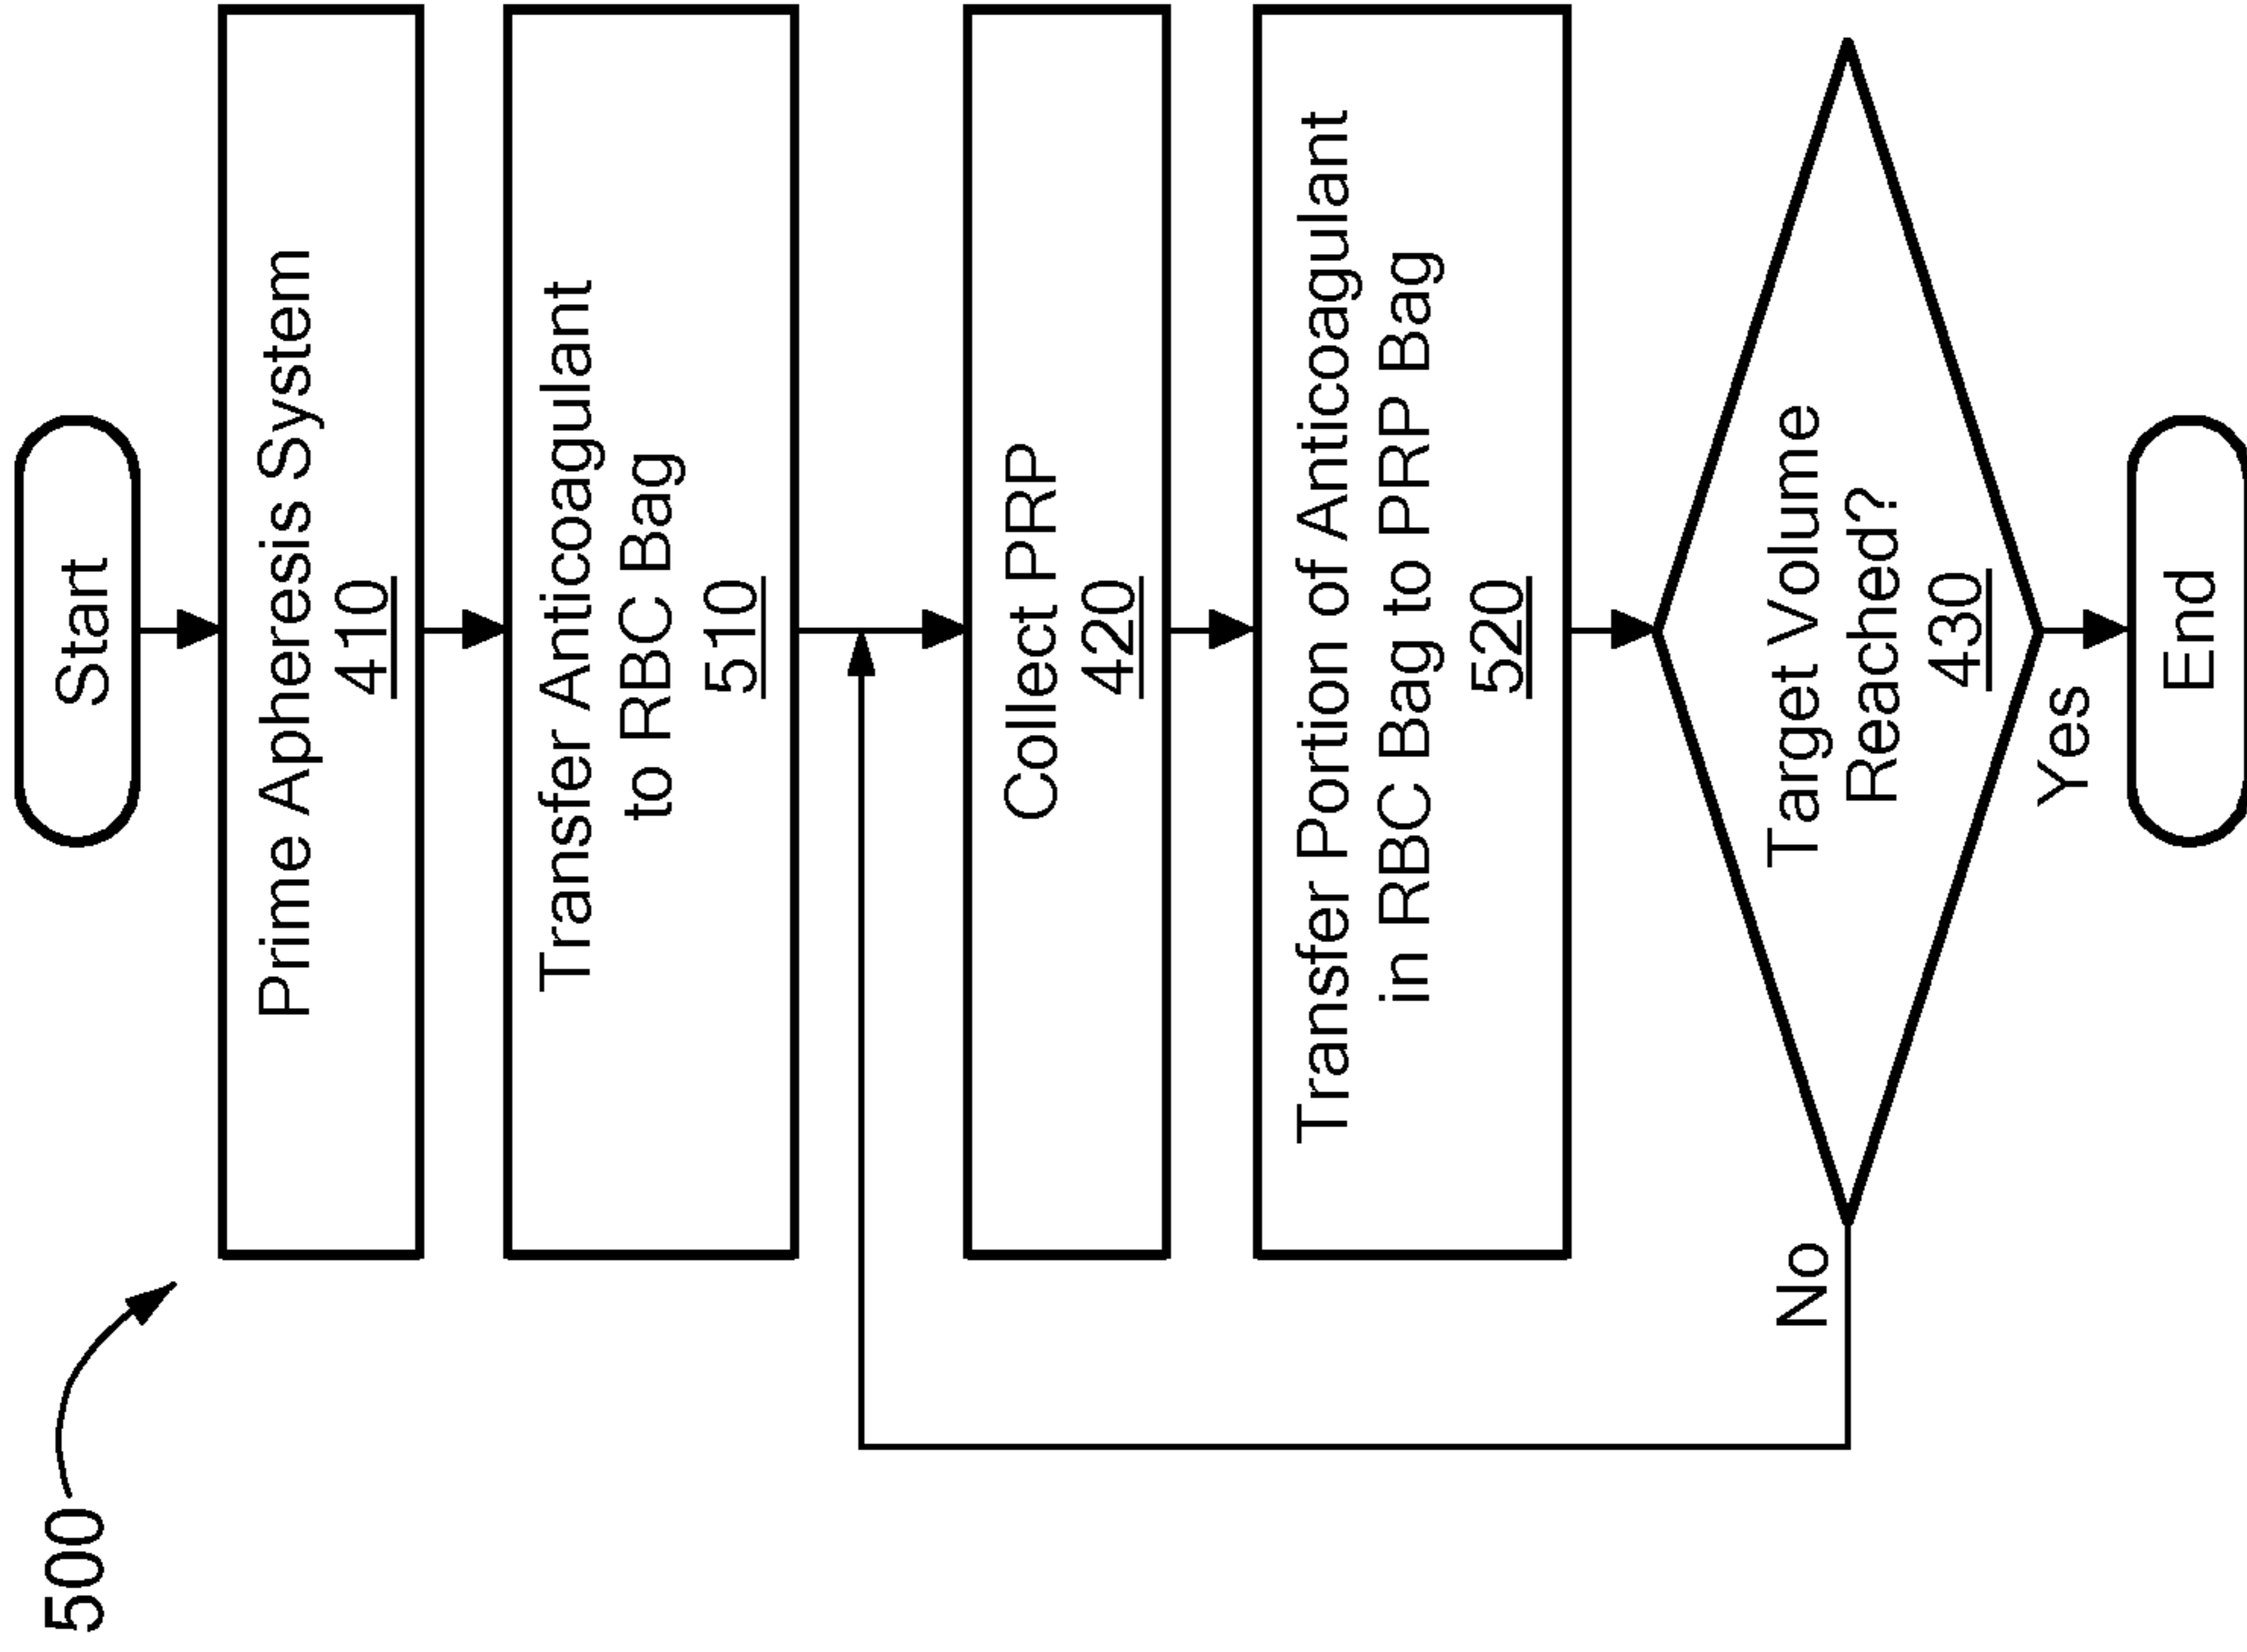 500
Start
Prime Apheresis System
410
Transfer Anticoagulant
to RBC Bag
510
Collect PRP
420
Transfer Portion of Anticoagulant
in RBC Bag to PRP Bag
520
Target Volume
Reached?
430
No
Yes
End